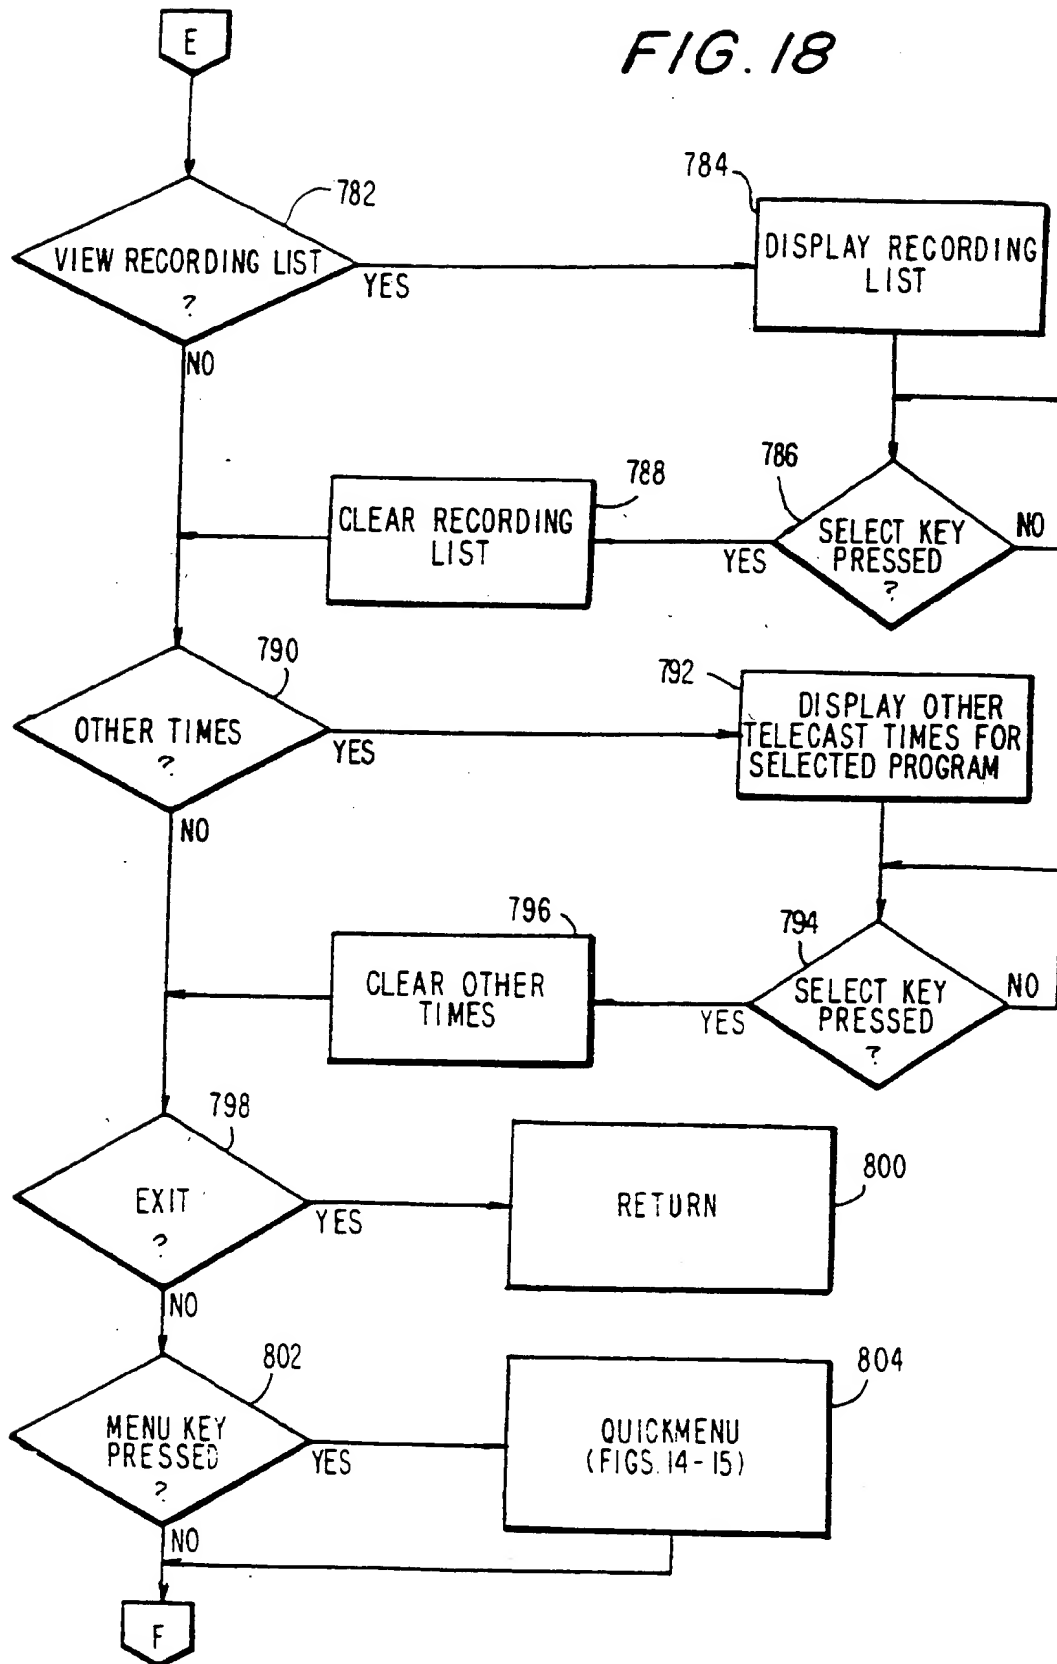 FIG. 18
E
782
VIEW RECORDING LIST
?
YES
NO
784
DISPLAY RECORDING
LIST
786
SELECT KEY
PRESSED
?
NO
YES
788
CLEAR RECORDING
LIST
790
OTHER TIMES
?
YES
NO
792
DISPLAY OTHER
TELECAST TIMES FOR
SELECTED PROGRAM
794
SELECT KEY
PRESSED
?
NO
YES
796
CLEAR OTHER
TIMES
798
EXIT
?
YES
NO
800
RETURN
802
MENU KEY
PRESSED
?
YES
NO
804
QUICKMENU
(FIGS. 14-15)
F